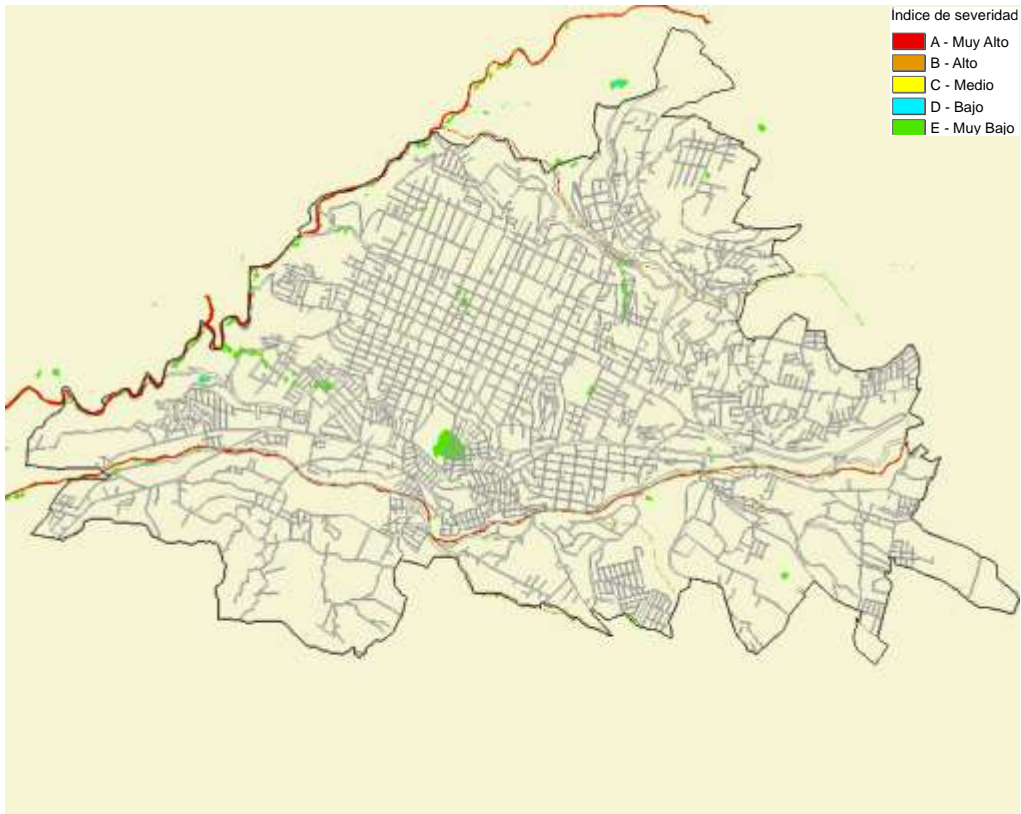 Índice de severidad
A - Muy Alto
B - Alto
C - Medio
D - Bajo
E - Muy Bajo